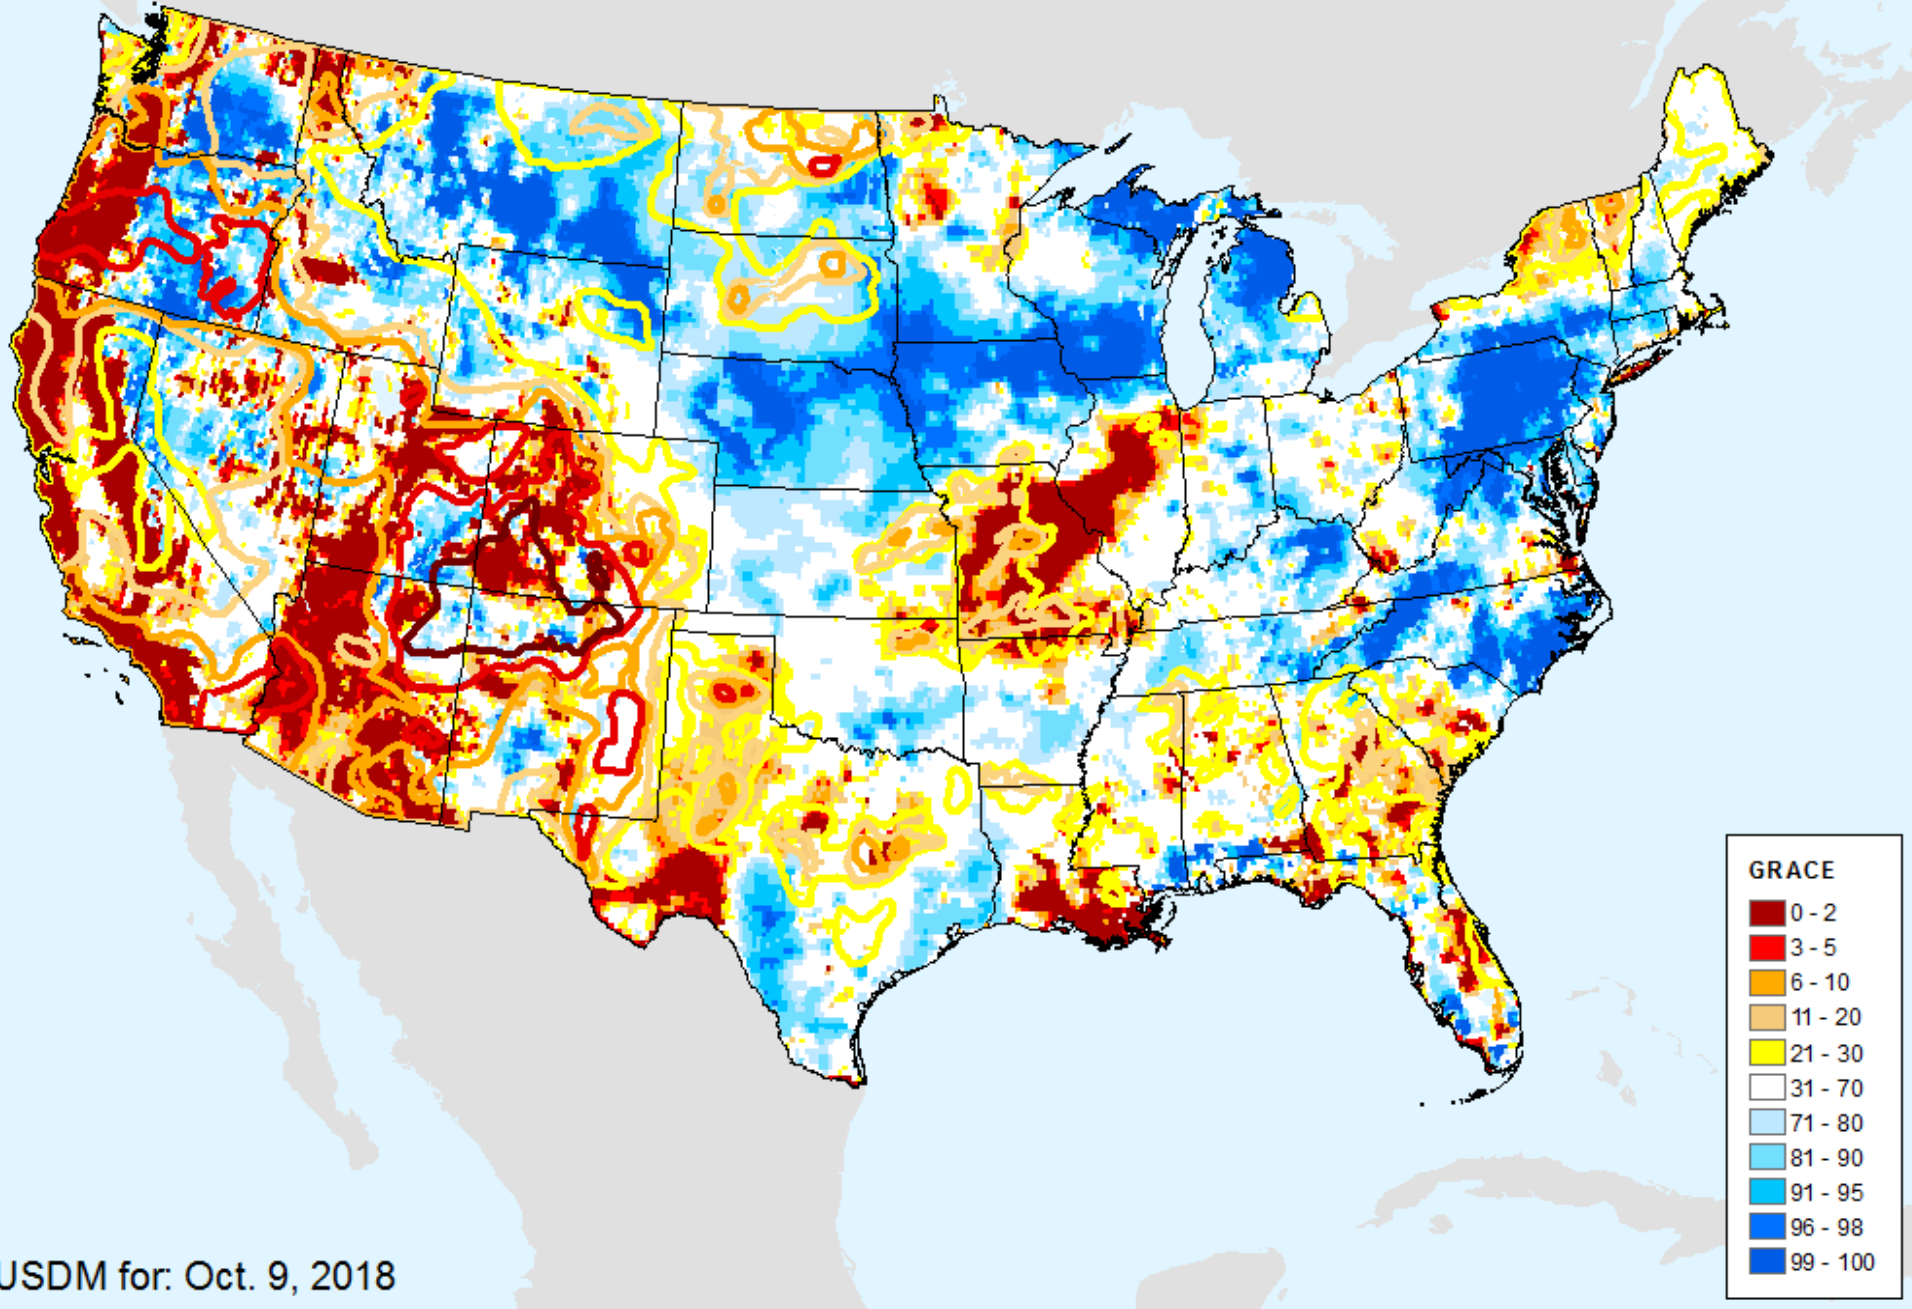 GRACE
0 - 2
3 - 5
6 - 10
11 - 20
21 - 30
31 - 70
71 - 80
81 - 90
91 - 95
96 - 98
99 - 100
USDM for: Oct. 9, 2018